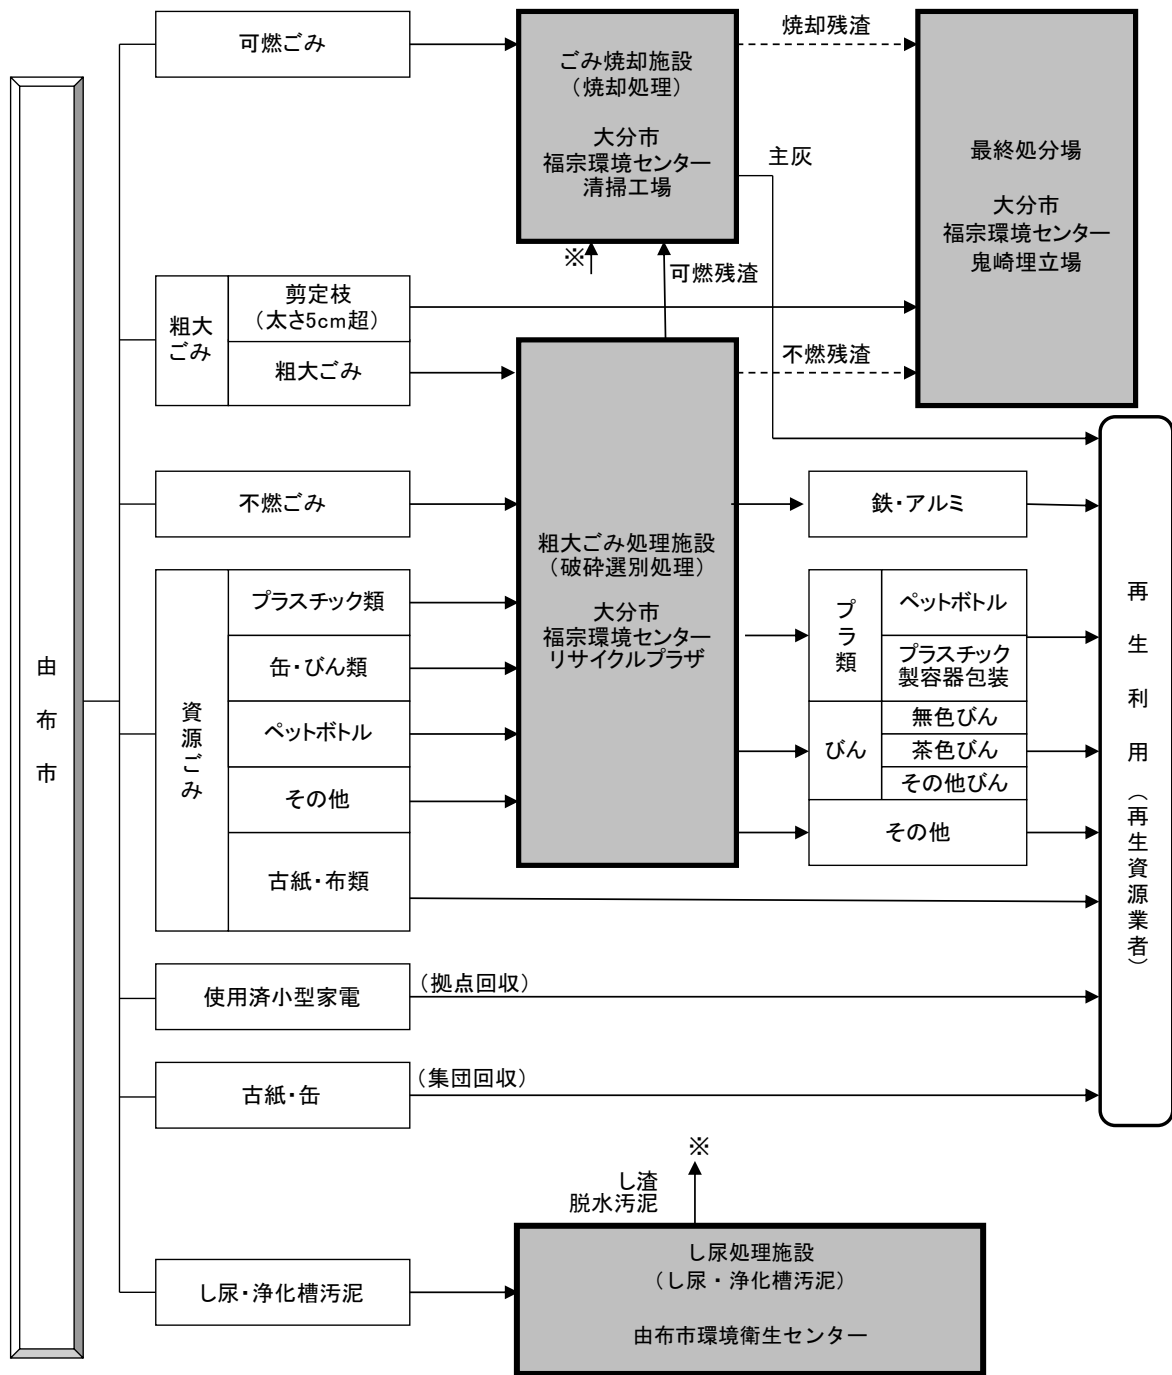 由布市
可燃ごみ
ごみ焼却施設
（焼却処理）
大分市
福宗環境センター
清掃工場
焼却残渣
主灰
最終処分場
大分市
福宗環境センター
鬼崎埋立場
※
可燃残渣
粗大
ごみ
剪定枝
（太さ5cm超）
粗大ごみ
不燃残渣
不燃ごみ
粗大ごみ処理施設
（破砕選別処理）
大分市
福宗環境センター
リサイクルプラザ
鉄・アルミ
資源ごみ
プラスチック類
缶・びん類
ペットボトル
その他
古紙・布類
プラ類
ペットボトル
プラスチック
製容器包装
びん
無色びん
茶色びん
その他びん
その他
再生利用（再生資源業者）
使用済小型家電
（拠点回収）
古紙・缶
（集団回収）
※
し渣
脱水汚泥
し尿・浄化槽汚泥
し尿処理施設
（し尿・浄化槽汚泥）
由布市環境衛生センター